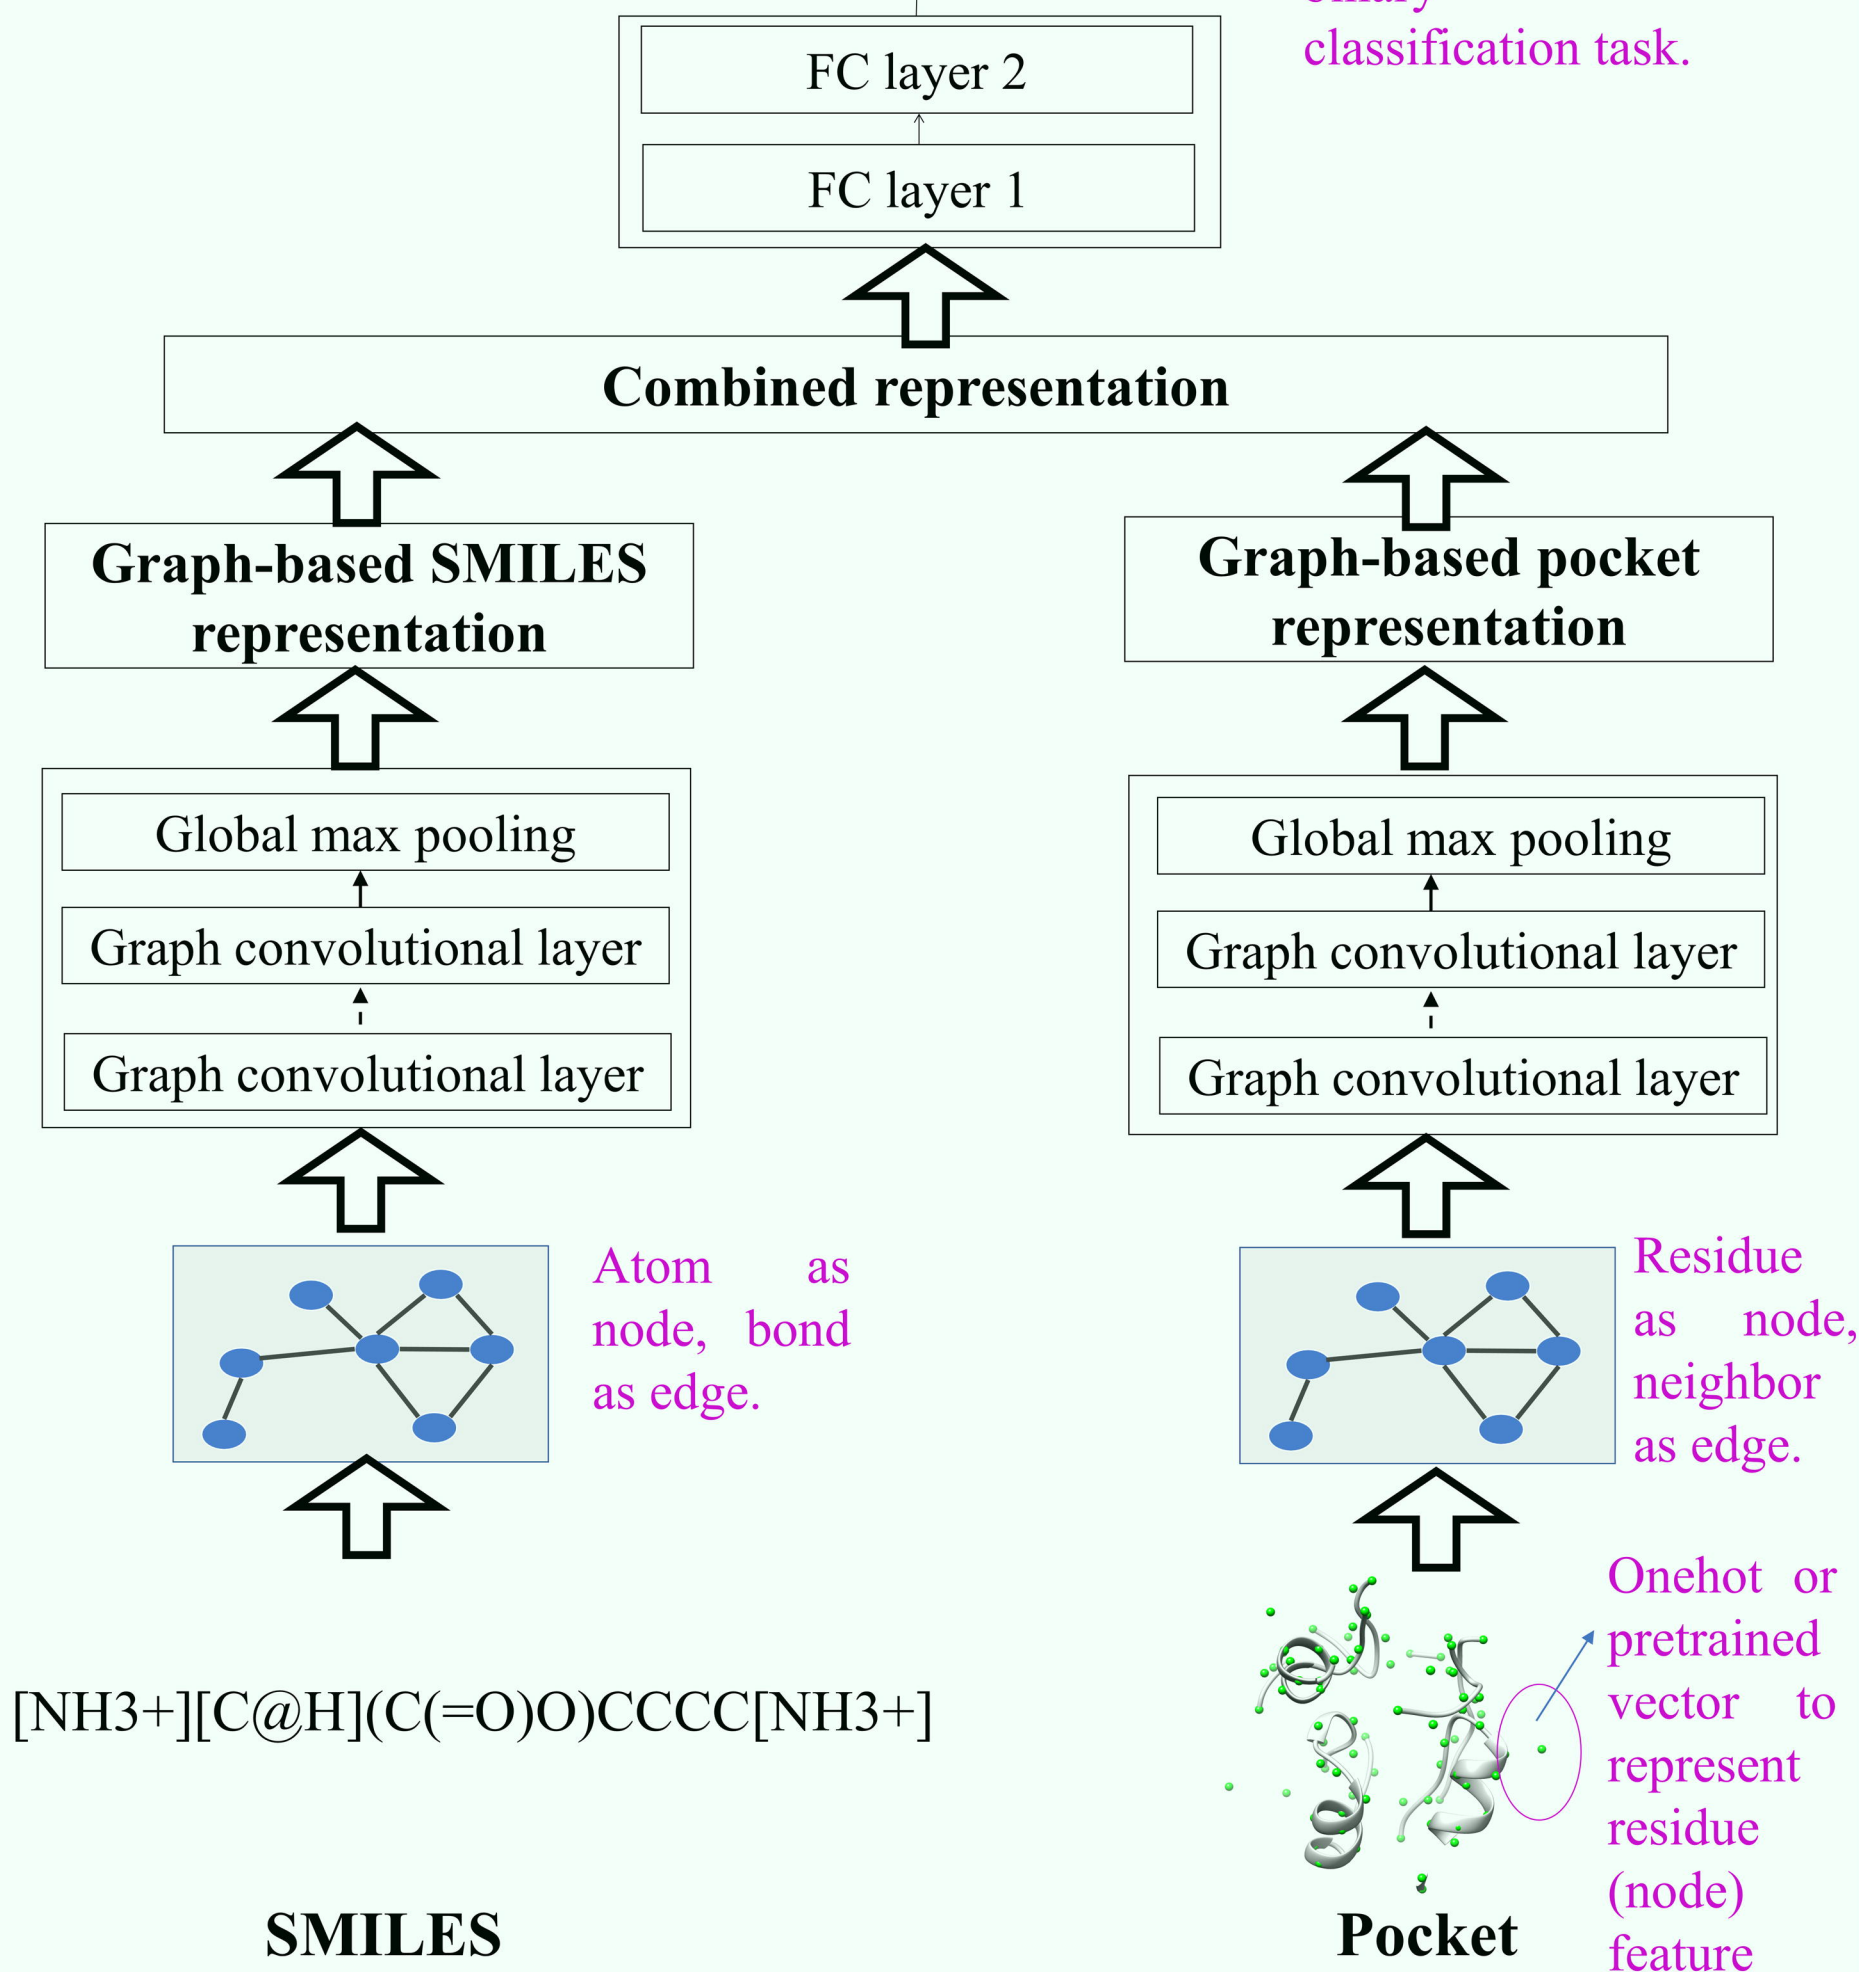 classification task.
FC layer 2
FC layer 1
Combined representation
Graph-based SMILES
representation
Graph-based pocket
representation
Global max pooling
Graph convolutional layer
Graph convolutional layer
Global max pooling
Graph convolutional layer
Graph convolutional layer
Atom as
node, bond
as edge.
Residue
as node,
neighbor
as edge.
[NH3+][C@H](C(=O)O)CCCC[NH3+]
SMILES
Onehot or
pretrained
vector to
represent
residue
(node)
feature
Pocket